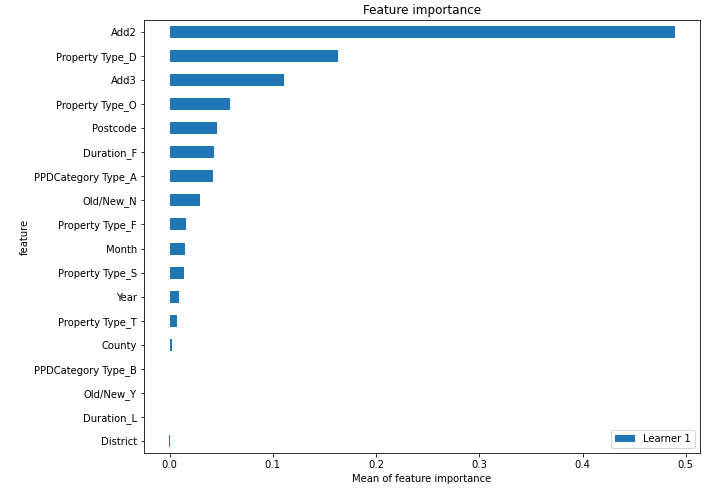 Feature importance
Add2
Property Type_D
Add3
Property Type_O
Postcode
Duration_F
PPDCategory Type_A
Old/New_N
Property Type_F
Month
Property Type_S
Year
Property Type_T
County
PPDCategory Type_B
Old/New_Y
Duration_L
District
feature
Learner 1
0.0 0.1 0.2 0.3 0.4 0.5
Mean of feature importance